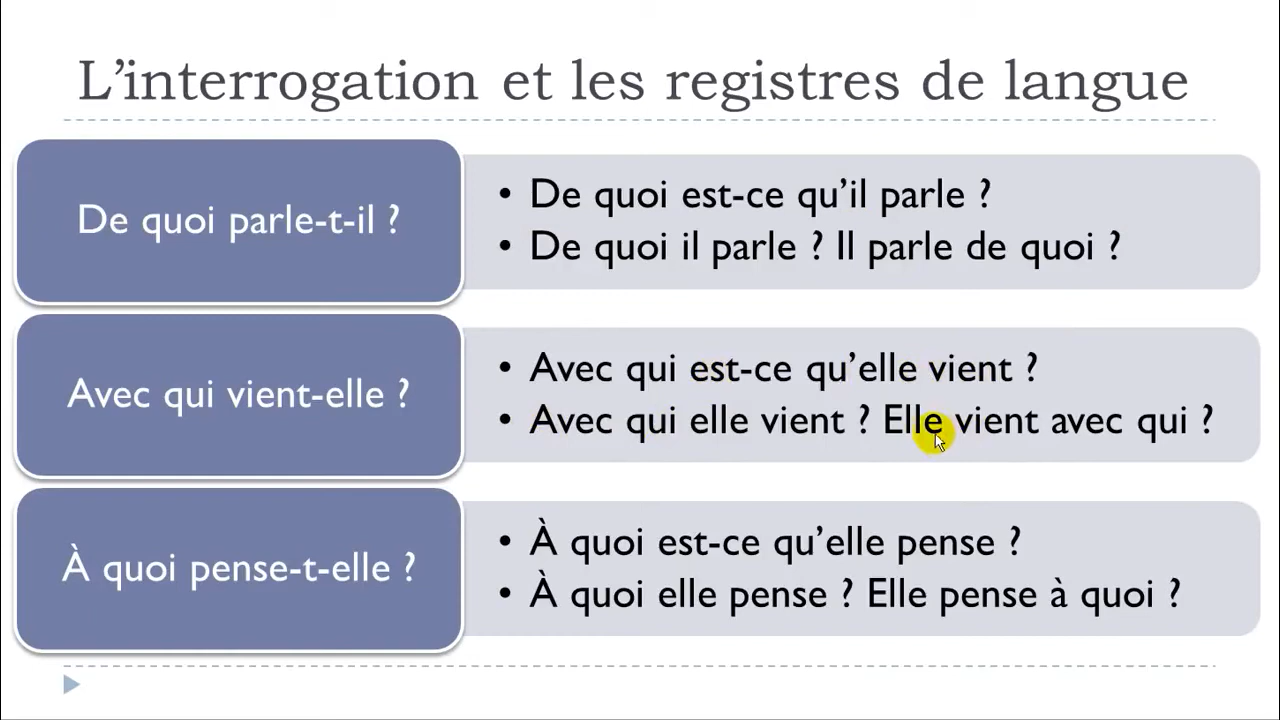 L’interrogation et les registres de langue
De quoi parle-t-il ?
• De quoi est-ce qu’il parle ?
• De quoi il parle ? Il parle de quoi ?
Avec qui vient-elle ?
• Avec qui est-ce qu’elle vient ?
• Avec qui elle vient ? Elle vient avec qui ?
À quoi pense-t-elle ?
• À quoi est-ce qu’elle pense ?
• À quoi elle pense ? Elle pense à quoi ?